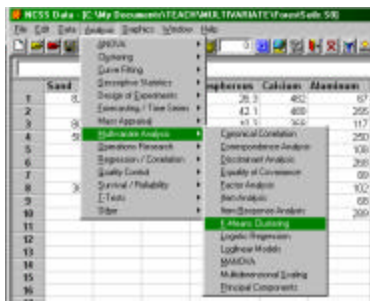 NCSS Data - [C:\My Documents\TEACH\MULTIVARIATE\ForestSoils.S0]
File Edit Data Analysis Graphics Window Help
ANOVA
Clustering
Curve Fitting
Descriptive Statistics
Design of Experiments
Forecasting / Time Series
Mass Appraisal
Multivariate Analysis
Operations Research
Regression / Correlation
Quality Control
Survival / Reliability
T-Tests
Other
Canonical Correlation
Correspondence Analysis
Discriminant Analysis
Equality of Covariance
Factor Analysis
Item Analysis
Item Response Analysis
K-Means Clustering
Logistic Regression
Loglinear Models
MANOVA
Multidimensional Scaling
Principal Components
Sand
phorous Calcium Aluminum
1
2
3
4
5
6
7
8
9
10
11
12
13
14
15
16